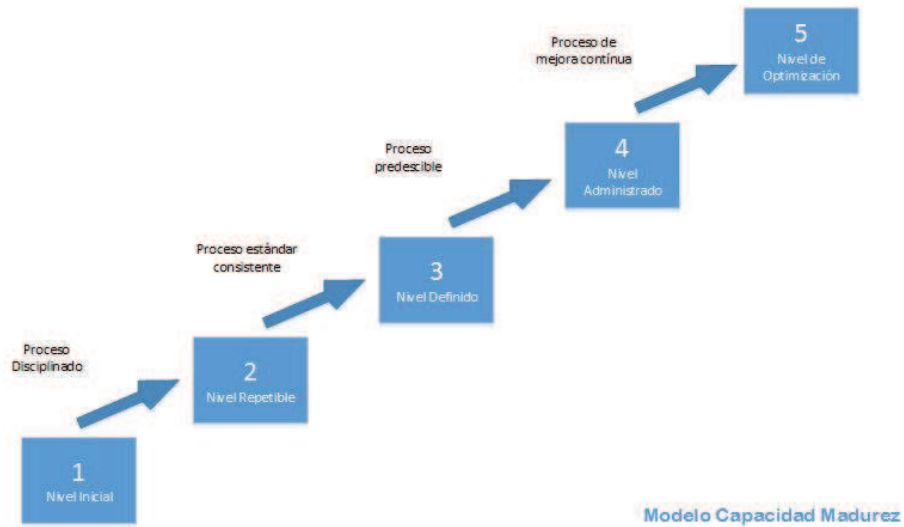 5
Nivel de
Optimización
Proceso de
mejora contínua
4
Nivel
Administrado
Proceso
predescible
3
Nivel Definido
Proceso estándar
consistente
2
Nivel Repetible
Proceso
Disciplinado
1
Nivel Inicial
Modelo Capacidad Madurez